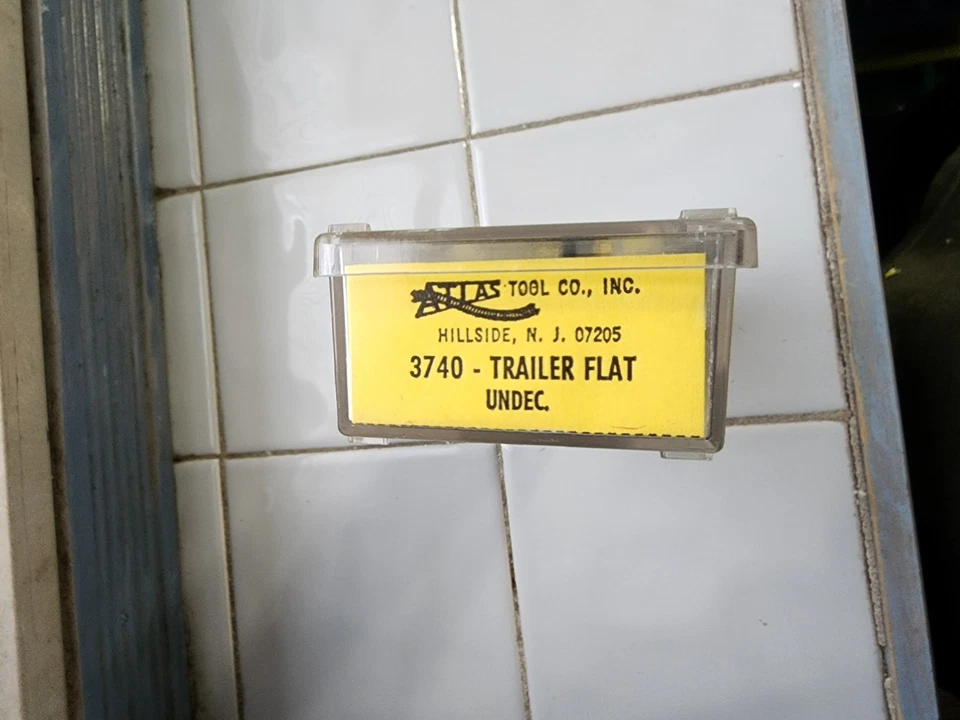 ATLAS TOOL CO., INC.
HILLSIDE, N. J. 07205
3740 - TRAILER FLAT
UNDEC.